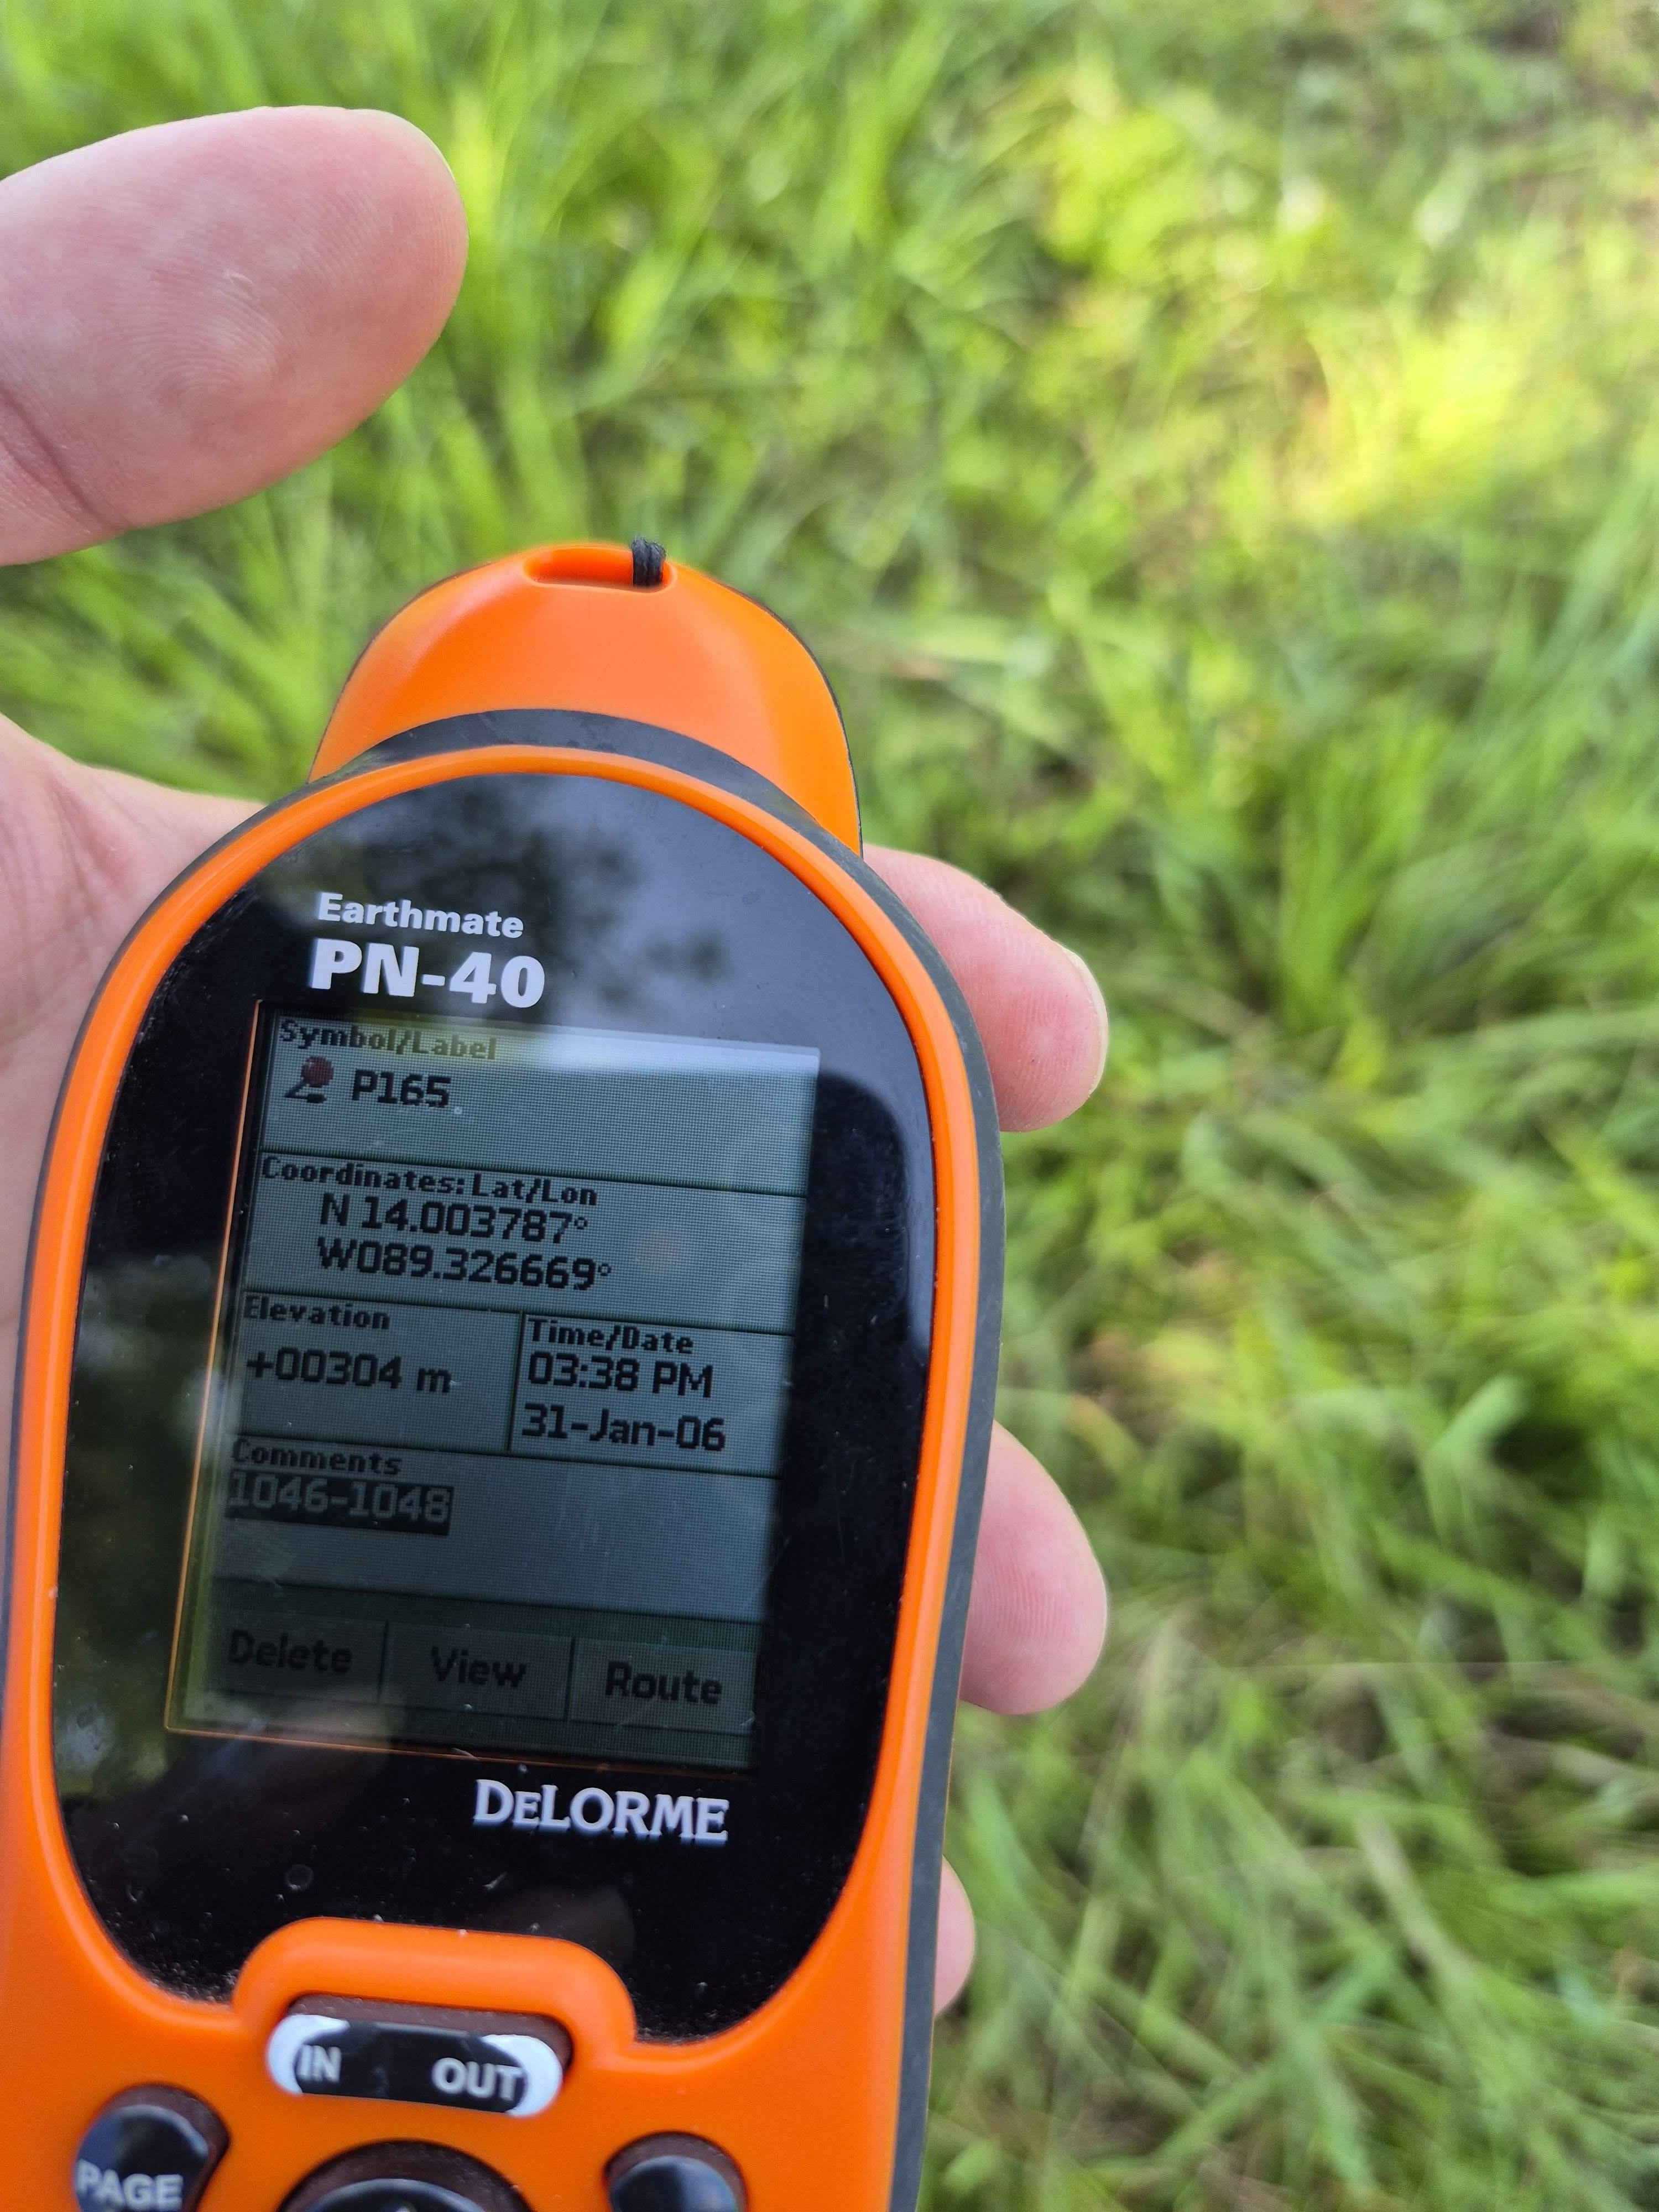 Earthmate
PN-40
Symbol/Label
P165
Coordinates: Lat/Lon
N 14.003787°
W089.326669°
Elevation
+00304 m
Time/Date
03:38 PM
31-Jan-06
Comments
1046-1048
Delete View Route
DeLORME
IN OUT
PAGE